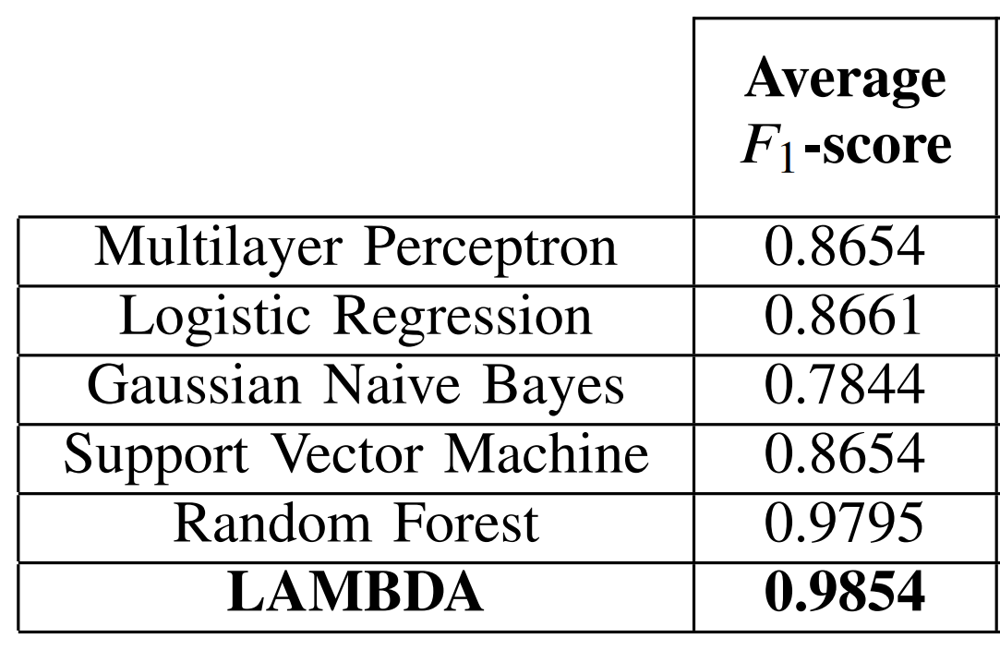 Average
F1-score
Multilayer Perceptron 0.8654
Logistic Regression 0.8661
Gaussian Naive Bayes 0.7844
Support Vector Machine 0.8654
Random Forest 0.9795
LAMBDA 0.9854